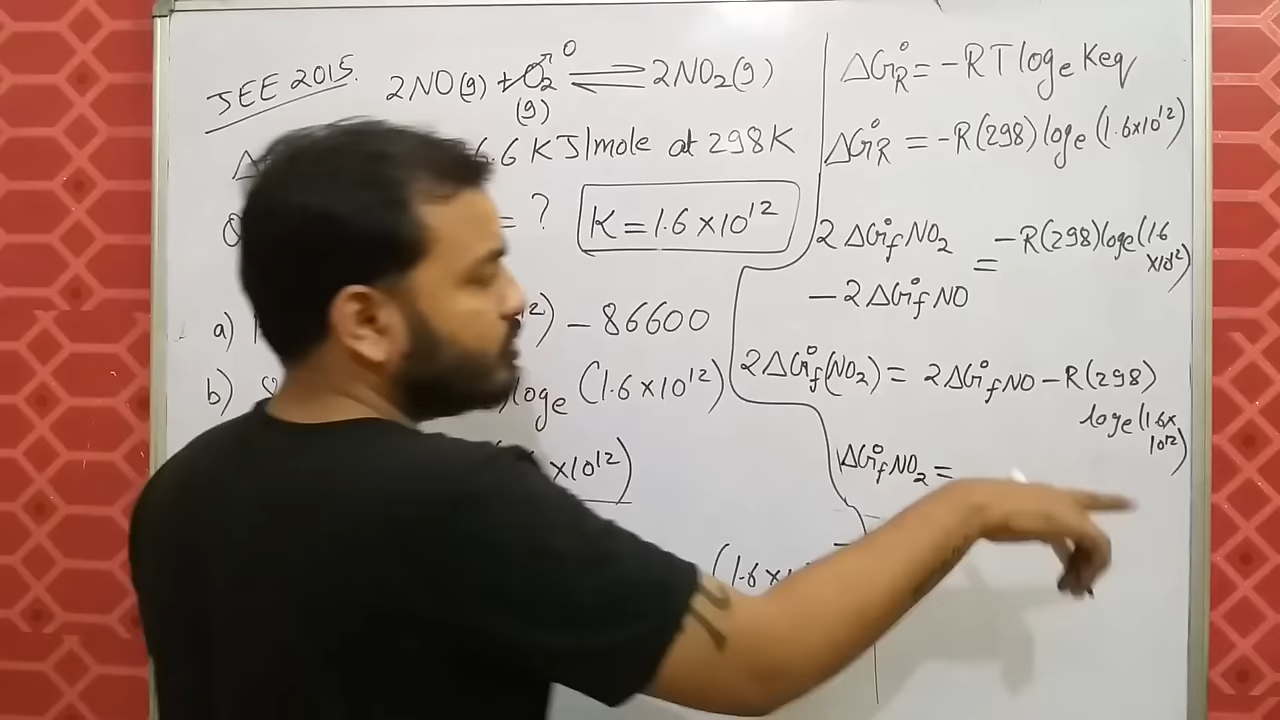 JEE 2015.
2NO(g) + O₂ ⇌ 2NO₂(g)
0
(g)
6.6 KJ/mole at 298K
= ?
K = 1.6 × 10¹²
a)
¹²) – 86600
b)
loge (1.6×10¹²)
×10¹²)
(1.6×
ΔG°R = –RT loge Keq
ΔG°R = –R(298) loge (1.6×10¹²)
2 ΔG°f NO₂
– 2 ΔG°f NO
= –R(298) loge (1.6
×10¹²)
2ΔG°f (NO₂) = 2ΔG°f NO – R(298)
loge (1.6×
10¹²)
ΔG°f NO₂ =